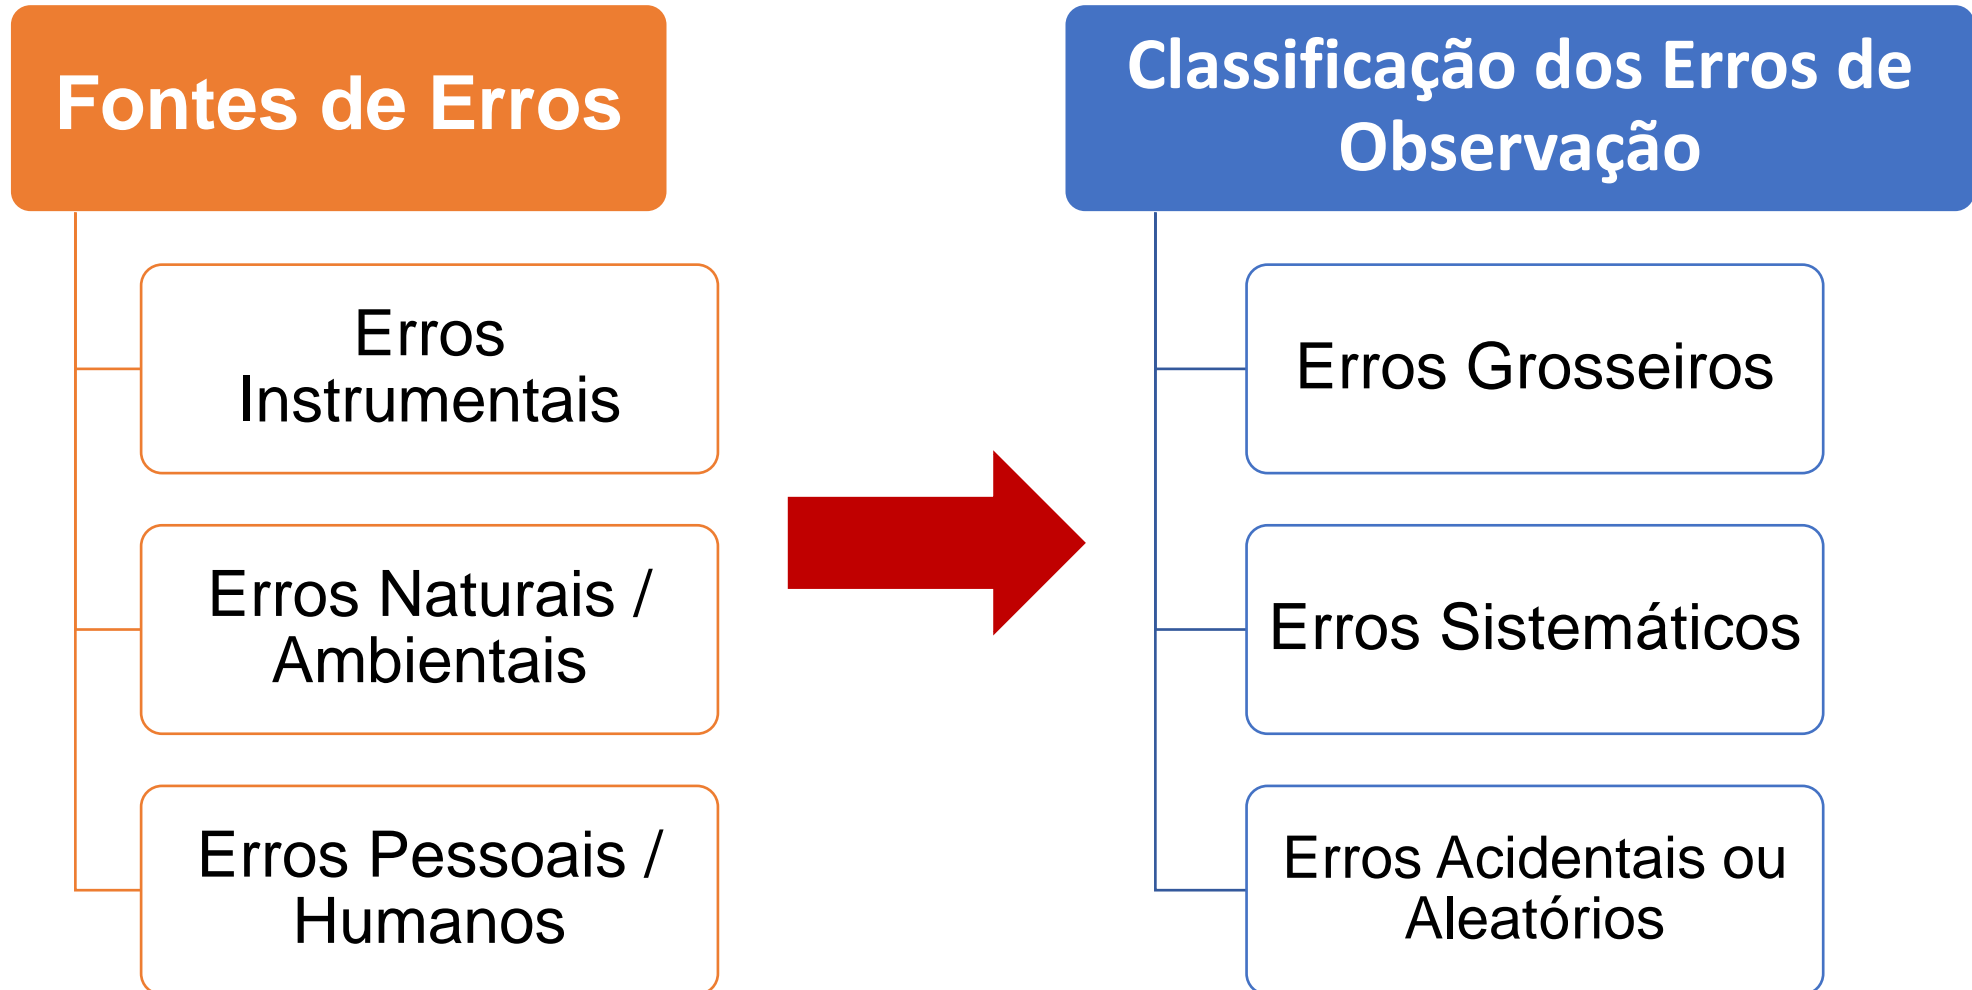 Fontes de Erros
Erros
Instrumentais
Erros Naturais /
Ambientais
Erros Pessoais /
Humanos
Classificação dos Erros de
Observação
Erros Grosseiros
Erros Sistemáticos
Erros Acidentais ou
Aleatórios